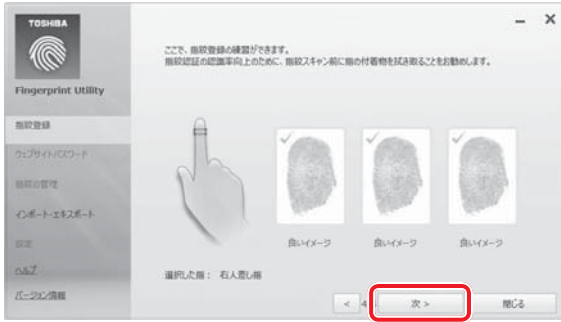 TOSHIBA
Fingerprint Utility
指紋登録
ウェブサイトパスワード
指紋の管理
インポート・エキスポート
設定
ヘルプ
バージョン情報
ここで、指紋登録の練習ができます。
指紋認証の認識率向上のために、指紋スキャン前に指の付着物を拭き取ることをお勧めします。
良いイメージ
良いイメージ
良いイメージ
選択した指： 右人差し指
<
4
次 >
閉じる